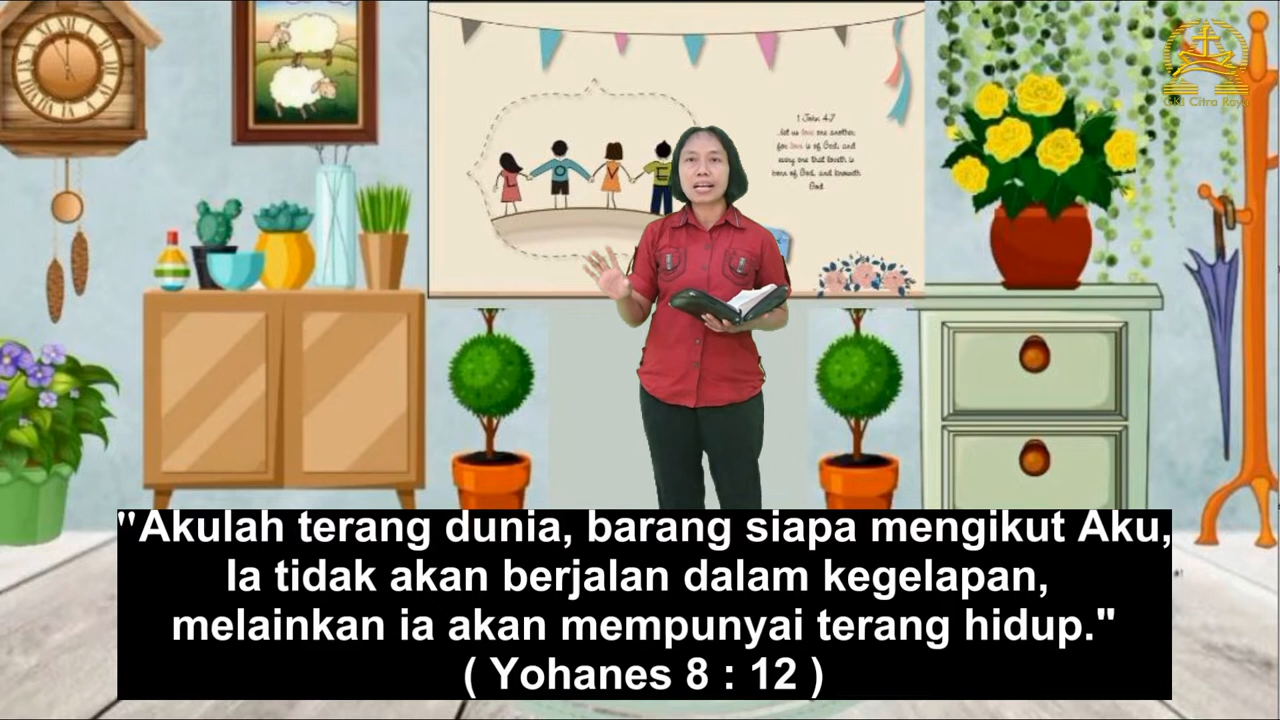 GKI Citra Raya
1 John 4:7
..let us love one another
for love is of God, and
every one that loveth is
born of God, and knoweth
God
"Akulah terang dunia, barang siapa mengikut Aku,
Ia tidak akan berjalan dalam kegelapan,
melainkan ia akan mempunyai terang hidup."
( Yohanes 8 : 12 )